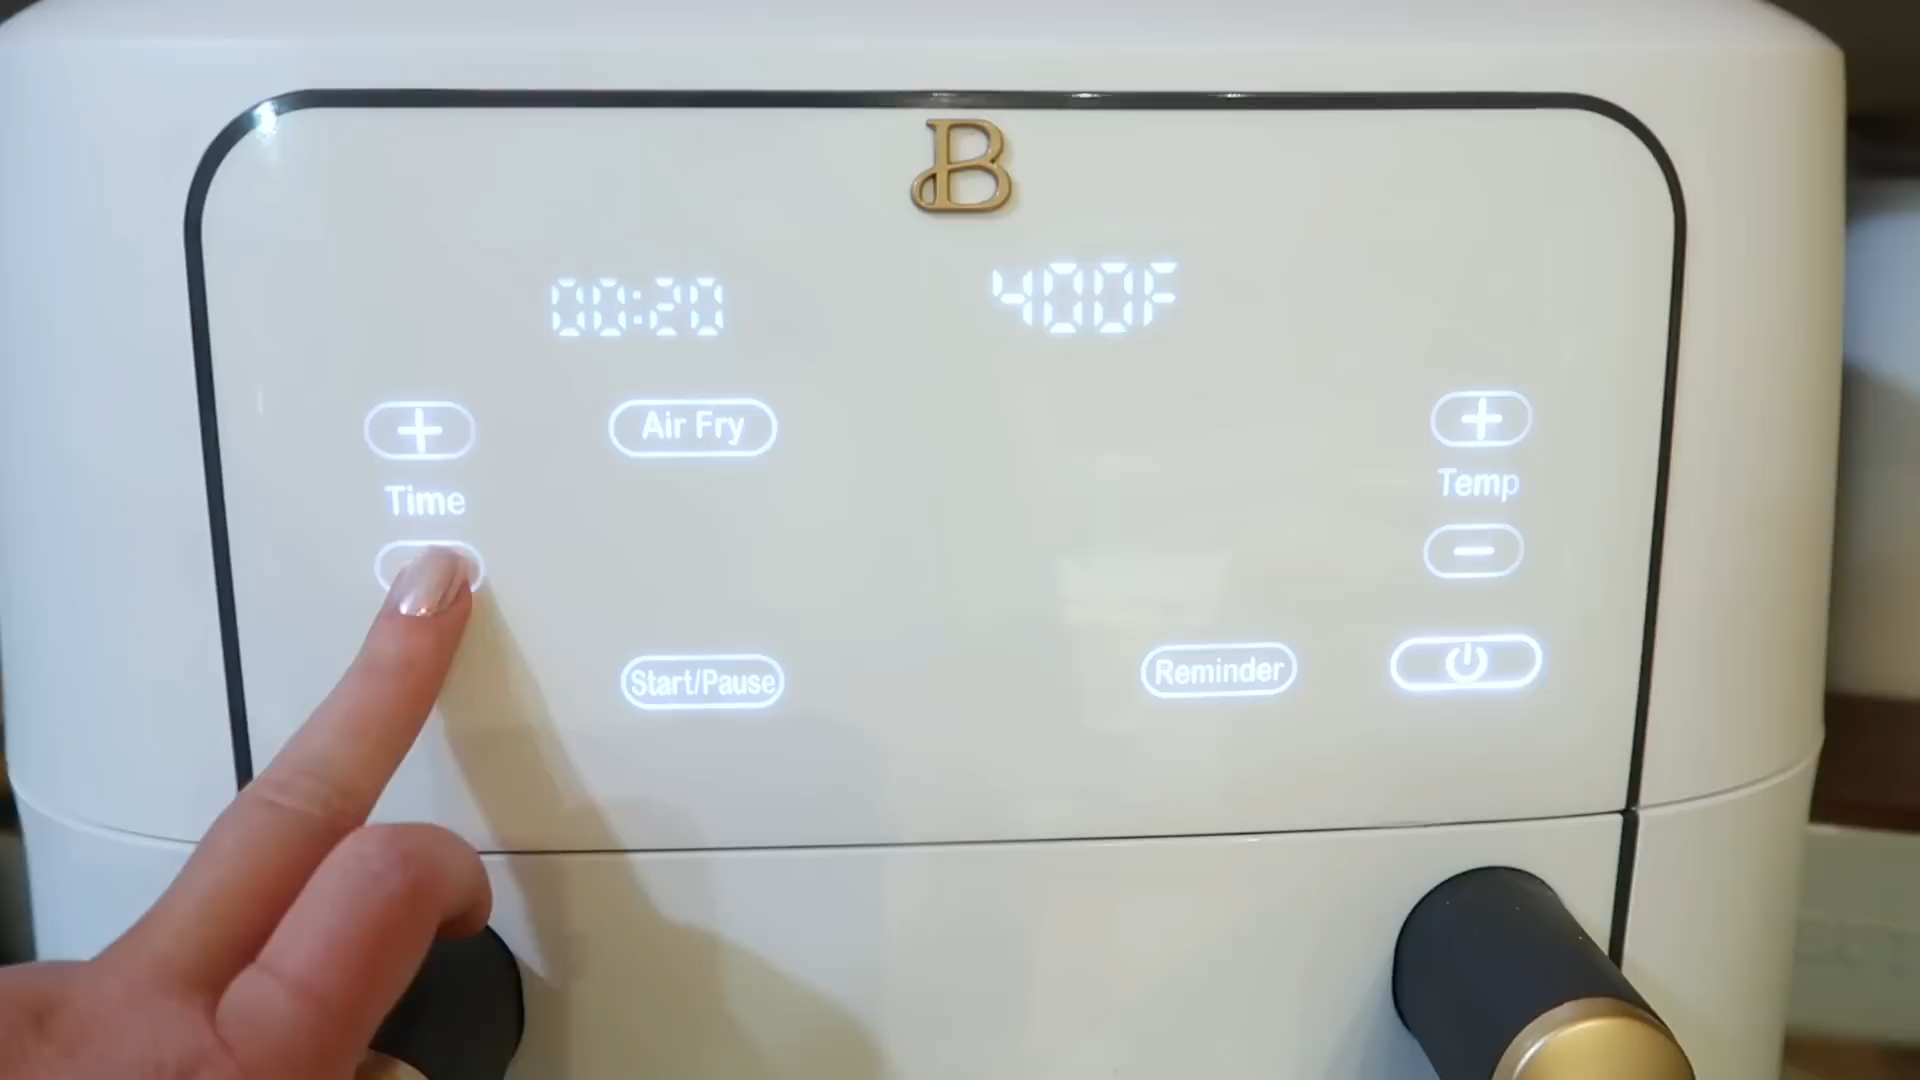 B
00:20 400F
+ Air Fry +
Time Temp
-
Start/Pause Reminder